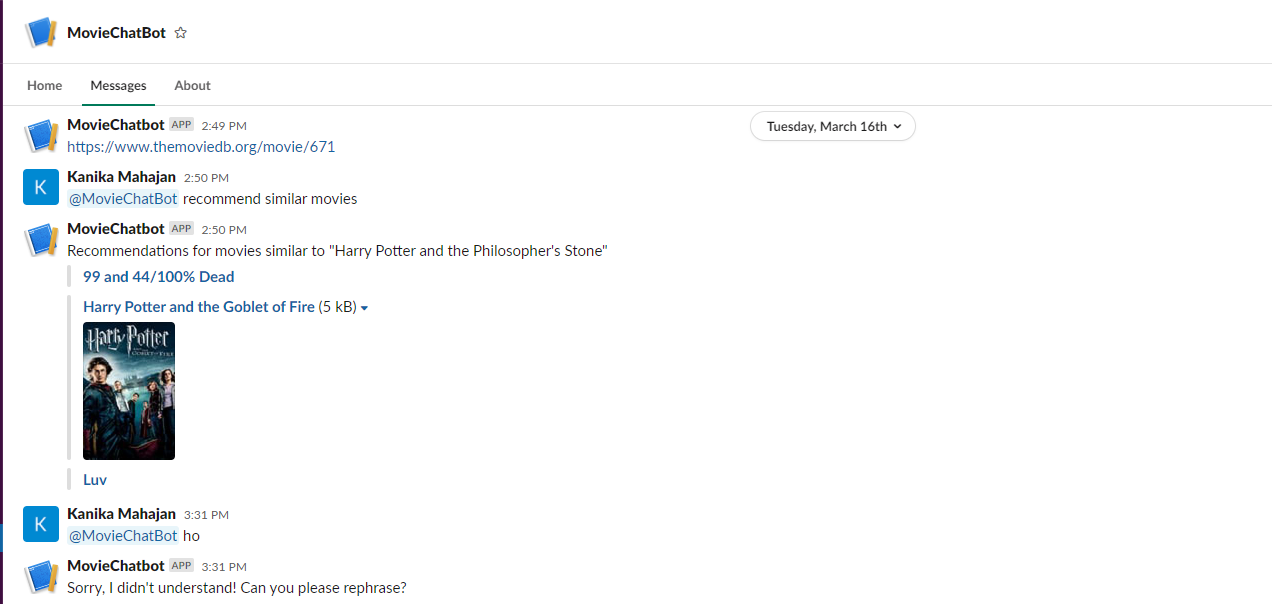 MovieChatBot
Home Messages About
Tuesday, March 16th
MovieChatbot APP 2:49 PM
https://www.themoviedb.org/movie/671
K
Kanika Mahajan 2:50 PM
@MovieChatBot recommend similar movies
MovieChatbot APP 2:50 PM
Recommendations for movies similar to "Harry Potter and the Philosopher's Stone"
99 and 44/100% Dead
Harry Potter and the Goblet of Fire (5 kB)
Harry Potter
GOBLET OF FIRE
Luv
K
Kanika Mahajan 3:31 PM
@MovieChatBot ho
MovieChatbot APP 3:31 PM
Sorry, I didn't understand! Can you please rephrase?